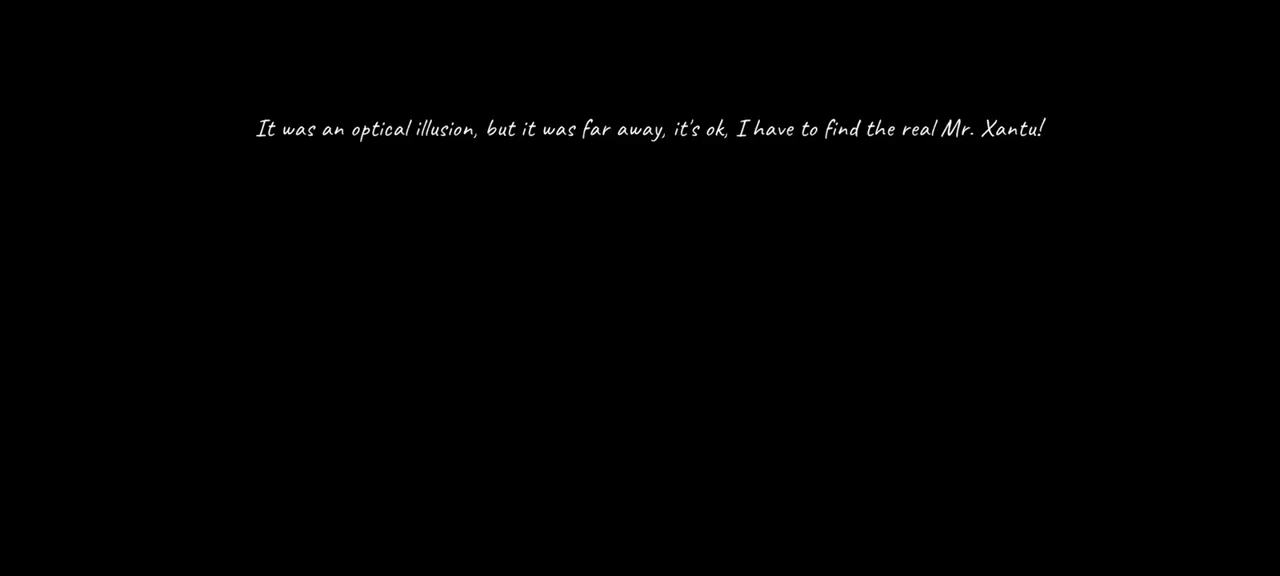 It was an optical illusion, but it was far away, it's ok, I have to find the real Mr. Xantu!